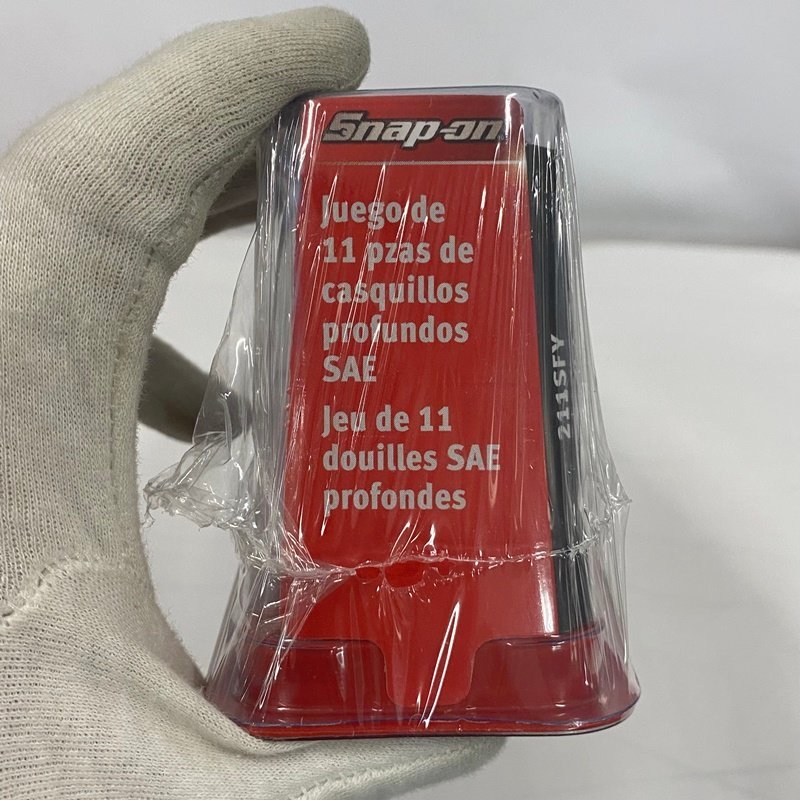 Snap-on
Juego de
11 pzas de
casquillos
profundos
SAE
Jeu de 11
douilles SAE
profondes
211SFY